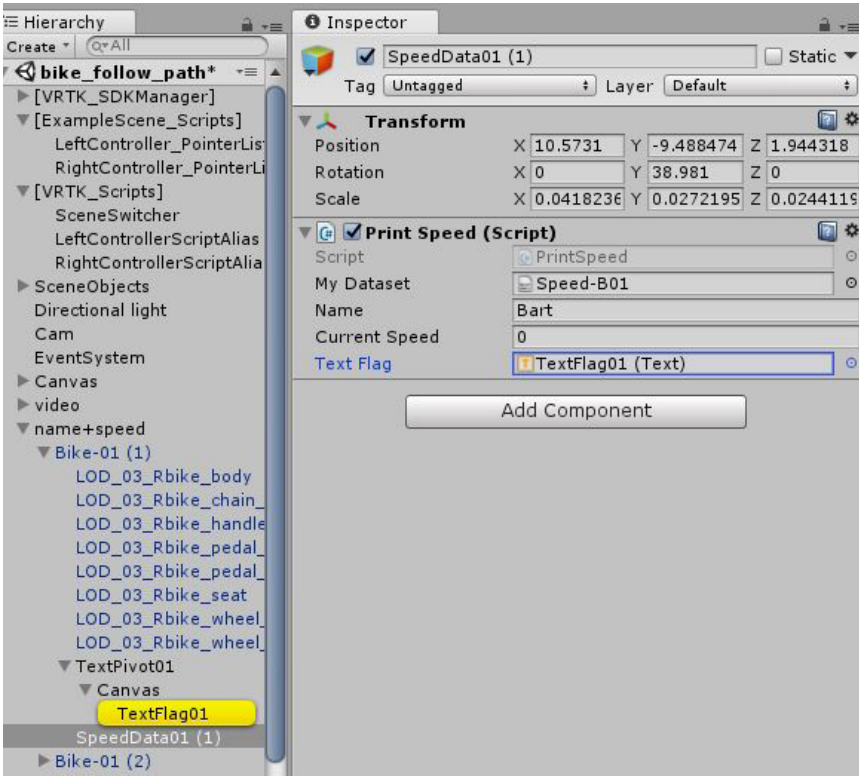 Hierarchy
Create
All
bike_follow_path*
[VRTK_SDKManager]
[ExampleScene_Scripts]
LeftController_PointerLis
RightController_PointerLi
[VRTK_Scripts]
SceneSwitcher
LeftControllerScriptAlias
RightControllerScriptAlia
SceneObjects
Directional light
Cam
EventSystem
Canvas
video
name+speed
Bike-01 (1)
LOD_03_Rbike_body
LOD_03_Rbike_chain_
LOD_03_Rbike_handle
LOD_03_Rbike_pedal_
LOD_03_Rbike_pedal_
LOD_03_Rbike_seat
LOD_03_Rbike_wheel_
LOD_03_Rbike_wheel_
TextPivot01
Canvas
TextFlag01
SpeedData01 (1)
Bike-01 (2)
Inspector
SpeedData01 (1) Static
Tag Untagged Layer Default
Transform
Position X 10.5731 Y -9.488474 Z 1.944318
Rotation X 0 Y 38.981 Z 0
Scale X 0.0418236 Y 0.0272195 Z 0.0244119
Print Speed (Script)
Script PrintSpeed
My Dataset Speed-B01
Name Bart
Current Speed 0
Text Flag TextFlag01 (Text)
Add Component